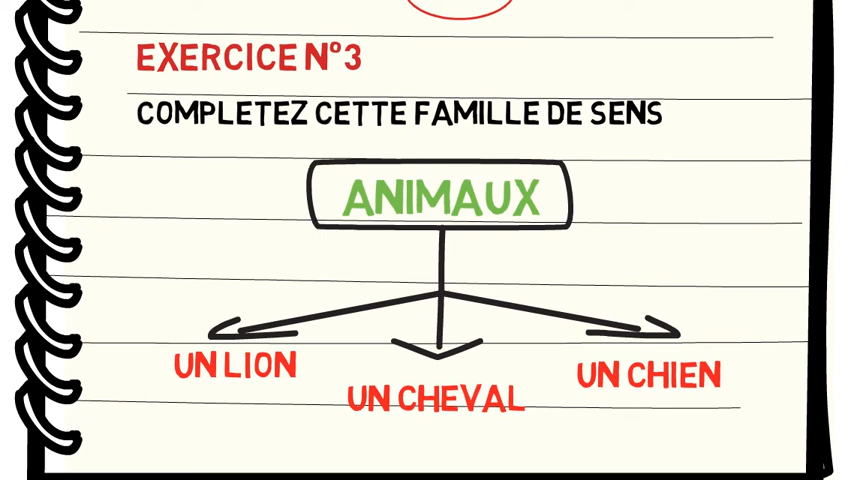 EXERCICE N°3
COMPLETEZ CETTE FAMILLE DE SENS
ANIMAUX
UN LION
UN CHEVAL
UN CHIEN